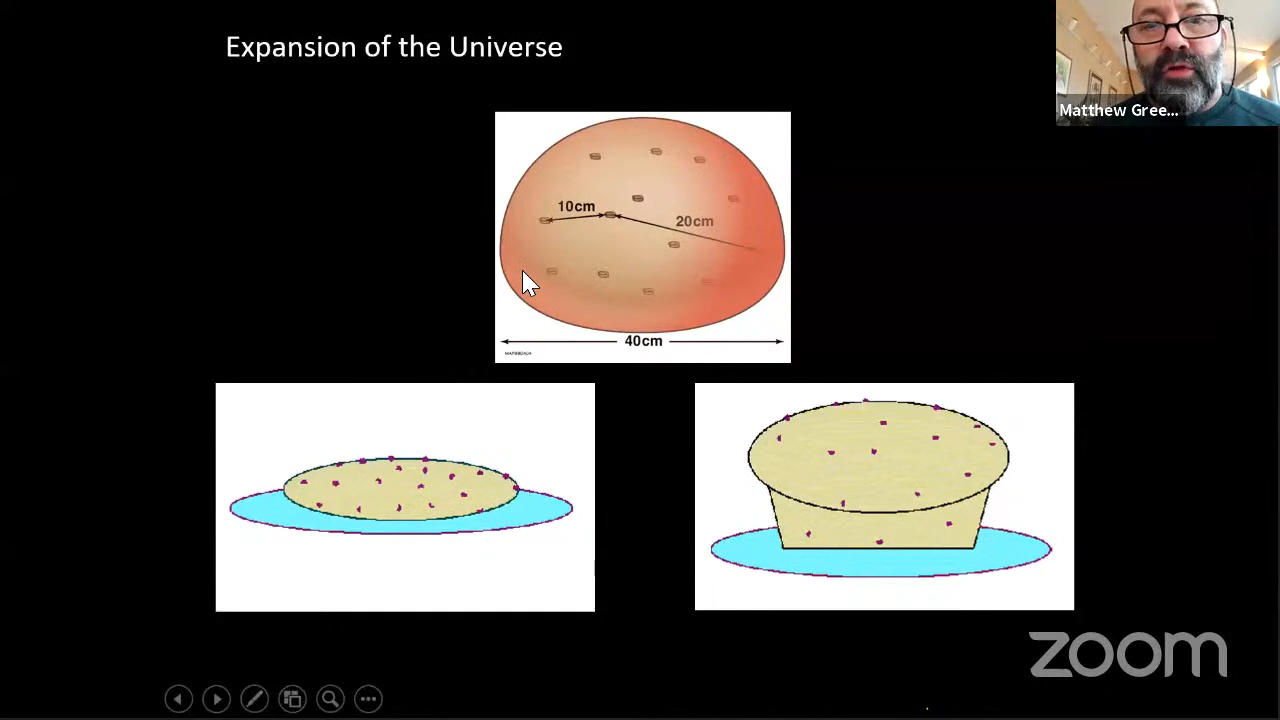 Expansion of the Universe
Matthew Gree...
10cm
20cm
40cm
zoom